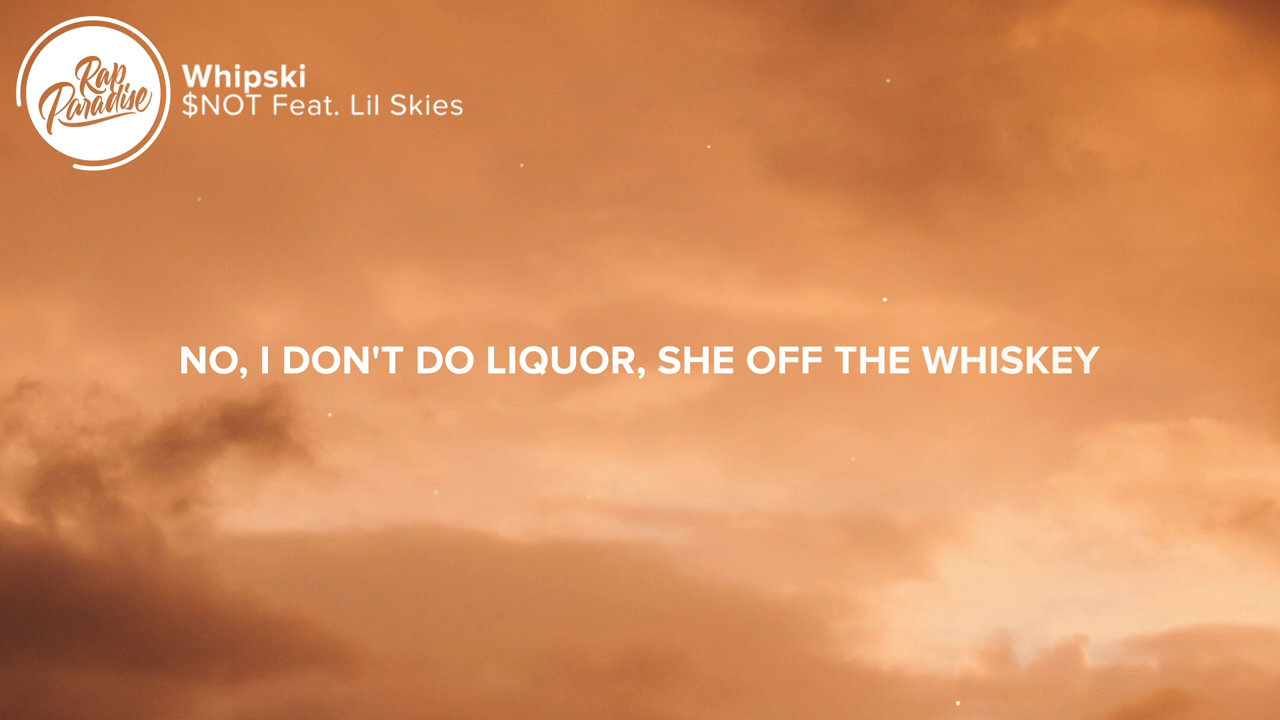 Rap
Paradise
Whipski
$NOT Feat. Lil Skies
NO, I DON'T DO LIQUOR, SHE OFF THE WHISKEY